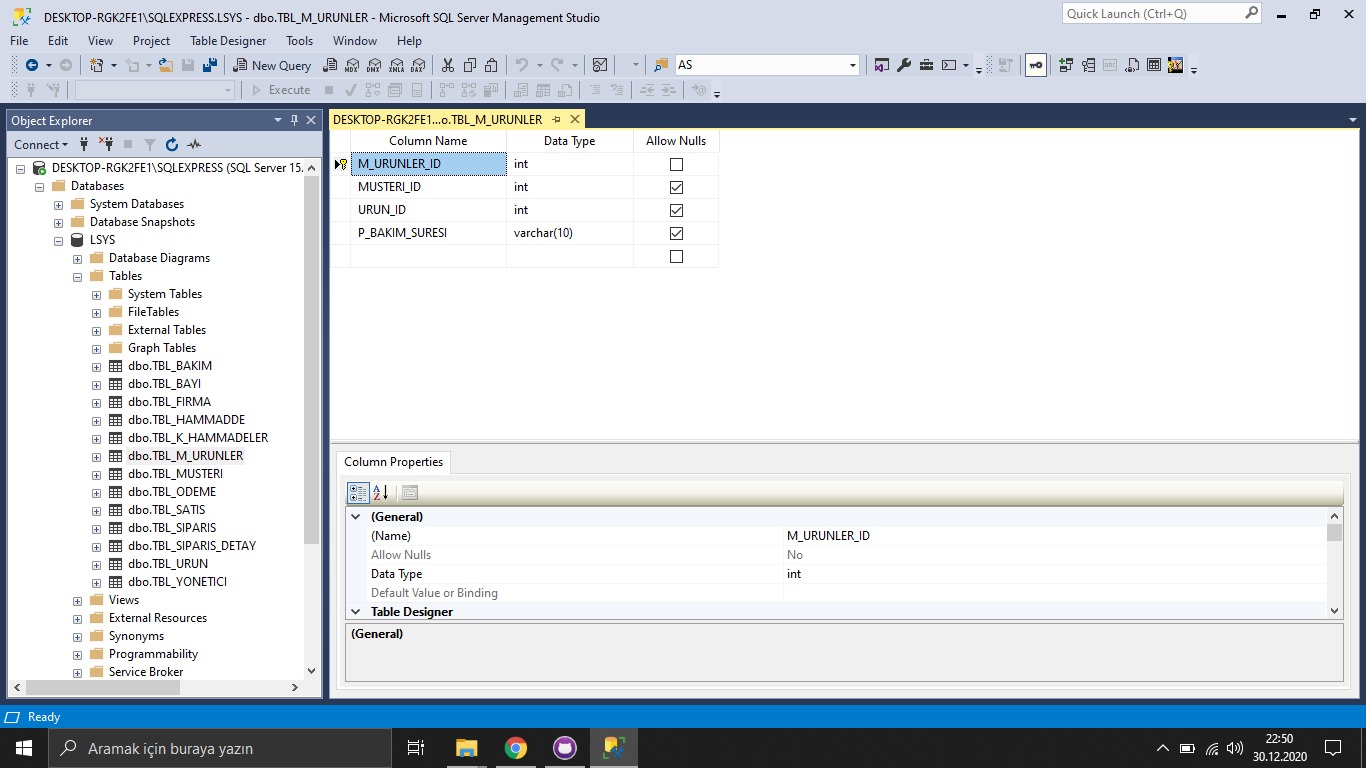 DESKTOP-RGK2FE1\SQLEXPRESS.LSYS - dbo.TBL_M_URUNLER - Microsoft SQL Server Management Studio
Quick Launch (Ctrl+Q)
File Edit View Project Table Designer Tools Window Help
New Query
MDX DMX XMLA DAX
AS
Execute
Object Explorer
Connect
DESKTOP-RGK2FE1\SQLEXPRESS (SQL Server 15.
Databases
System Databases
Database Snapshots
LSYS
Database Diagrams
Tables
System Tables
FileTables
External Tables
Graph Tables
dbo.TBL_BAKIM
dbo.TBL_BAYI
dbo.TBL_FIRMA
dbo.TBL_HAMMADDE
dbo.TBL_K_HAMMADELER
dbo.TBL_M_URUNLER
dbo.TBL_MUSTERI
dbo.TBL_ODEME
dbo.TBL_SATIS
dbo.TBL_SIPARIS
dbo.TBL_SIPARIS_DETAY
dbo.TBL_URUN
dbo.TBL_YONETICI
Views
External Resources
Synonyms
Programmability
Service Broker
DESKTOP-RGK2FE1...o.TBL_M_URUNLER
Column Name Data Type Allow Nulls
M_URUNLER_ID int
MUSTERI_ID int
URUN_ID int
P_BAKIM_SURESI varchar(10)
Column Properties
(General)
(Name) M_URUNLER_ID
Allow Nulls No
Data Type int
Default Value or Binding
Table Designer
(General)
Ready
Aramak için buraya yazın
22:50
30.12.2020